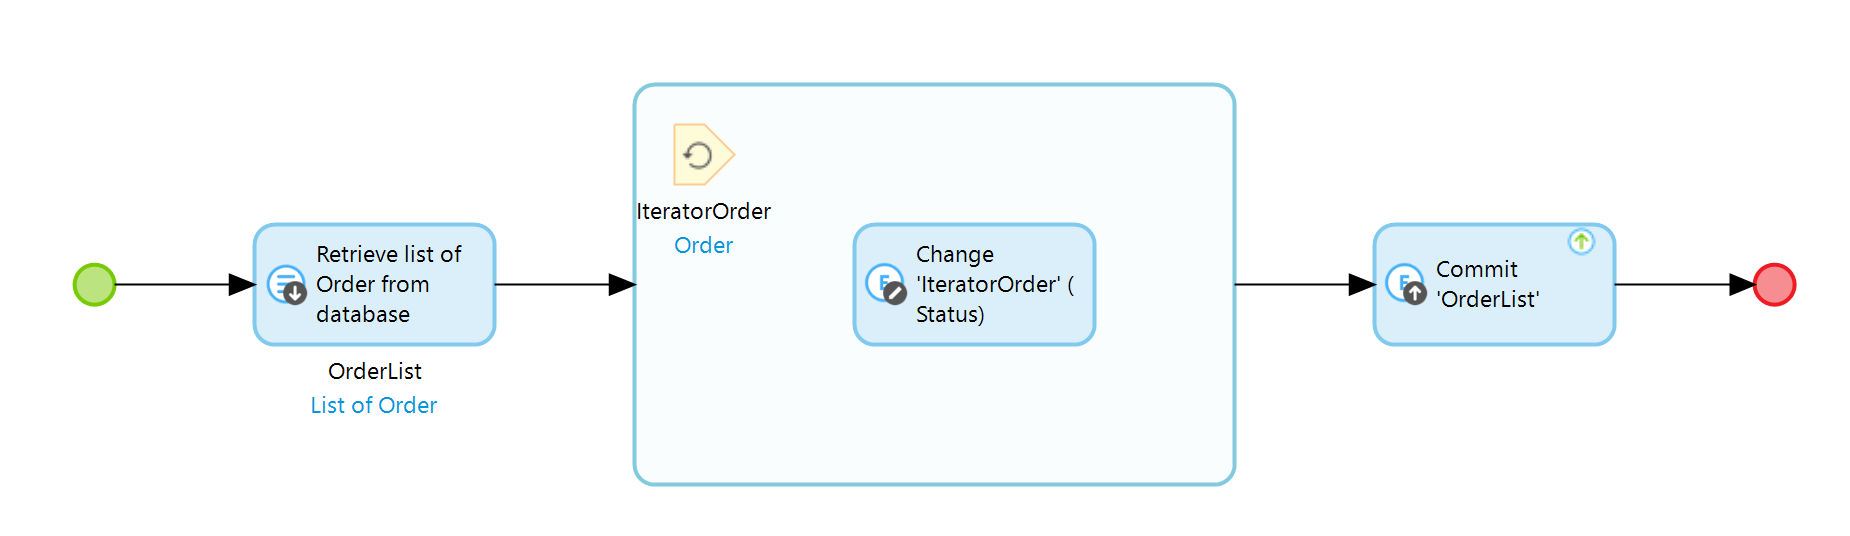 Retrieve list of
Order from
database
OrderList
List of Order
IteratorOrder
Order
E
Change
'IteratorOrder' (
Status)
E
Commit
'OrderList'